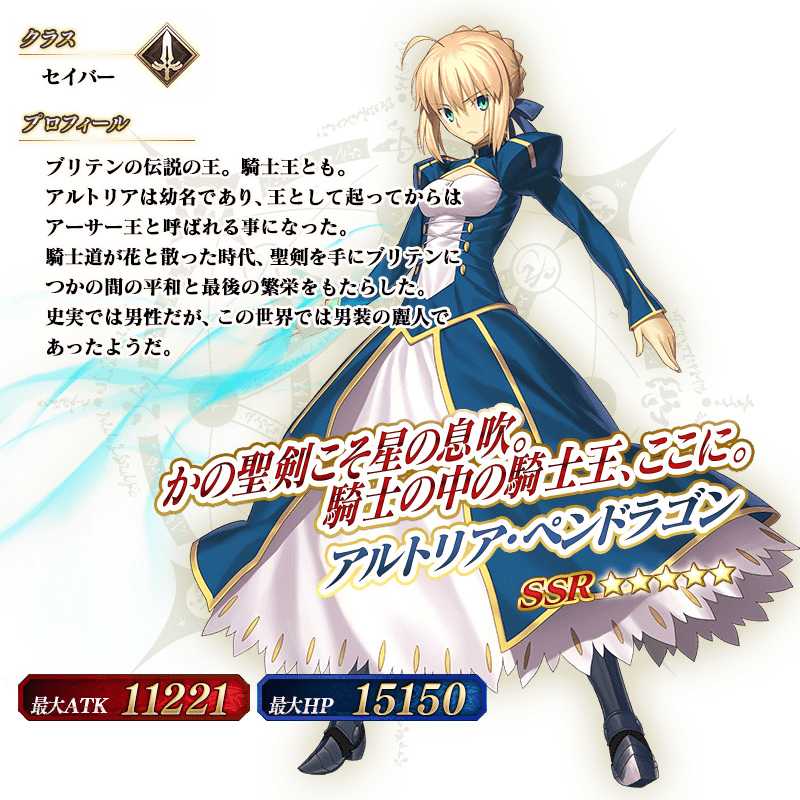 クラス
セイバー
プロフィール
ブリテンの伝説の王。騎士王とも。
アルトリアは幼名であり、王として起ってからは
アーサー王と呼ばれる事になった。
騎士道が花と散った時代、聖剣を手にブリテンに
つかの間の平和と最後の繁栄をもたらした。
史実では男性だが、この世界では男装の麗人で
あったようだ。
かの聖剣こそ星の息吹。
騎士の中の騎士王、ここに。
アルトリア・ペンドラゴン
SSR ★★★★★
最大ATK 11221
最大HP 15150